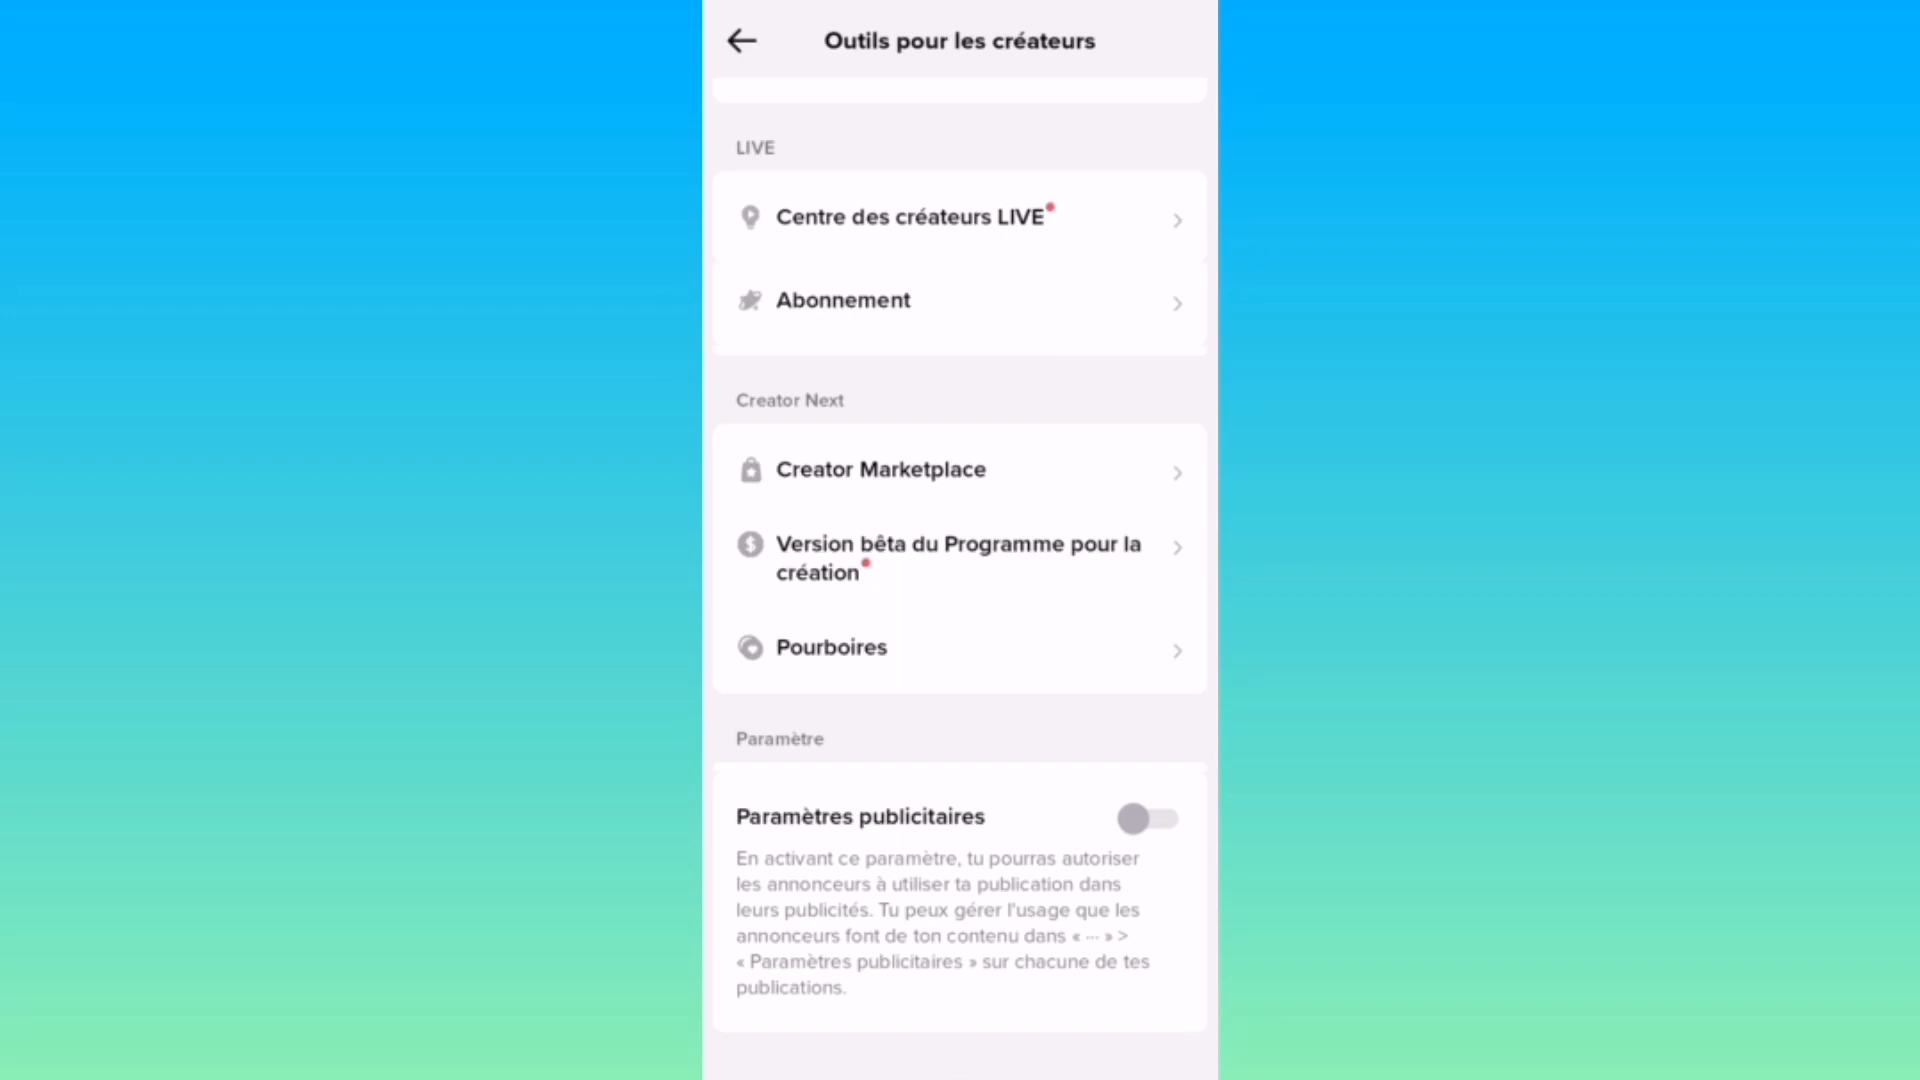 Outils pour les créateurs
LIVE
Centre des créateurs LIVE
Abonnement
Creator Next
Creator Marketplace
Version bêta du Programme pour la
création
Pourboires
Paramètre
Paramètres publicitaires
En activant ce paramètre, tu pourras autoriser
les annonceurs à utiliser ta publication dans
leurs publicités. Tu peux gérer l'usage que les
annonceurs font de ton contenu dans « ··· » >
« Paramètres publicitaires » sur chacune de tes
publications.